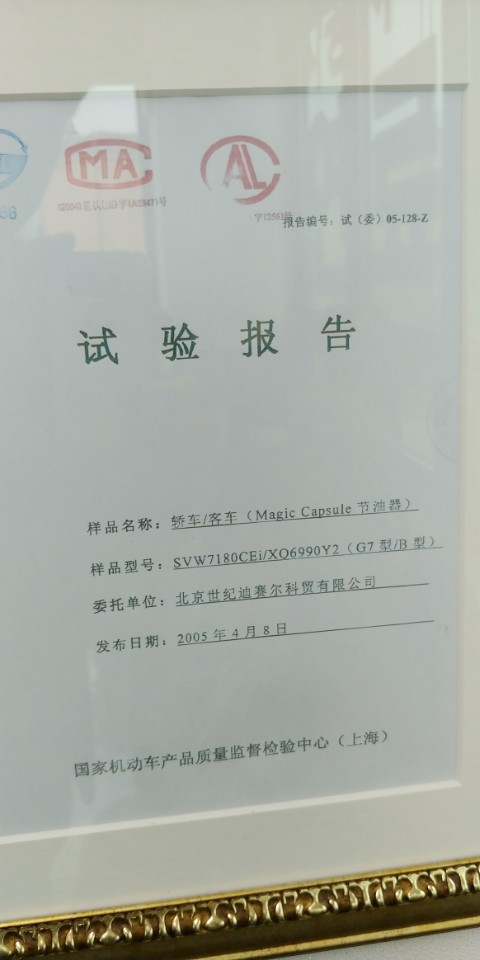 MA
AL
报告编号：试（委）05-128-Z
试验报告
样品名称：轿车/客车（Magic Capsule 节油器）
样品型号：SVW7180CEi/XQ6990Y2（G7 型/B 型）
委托单位：北京世纪迪赛尔科贸有限公司
发布日期：2005 年 4 月 8 日
国家机动车产品质量监督检验中心（上海）